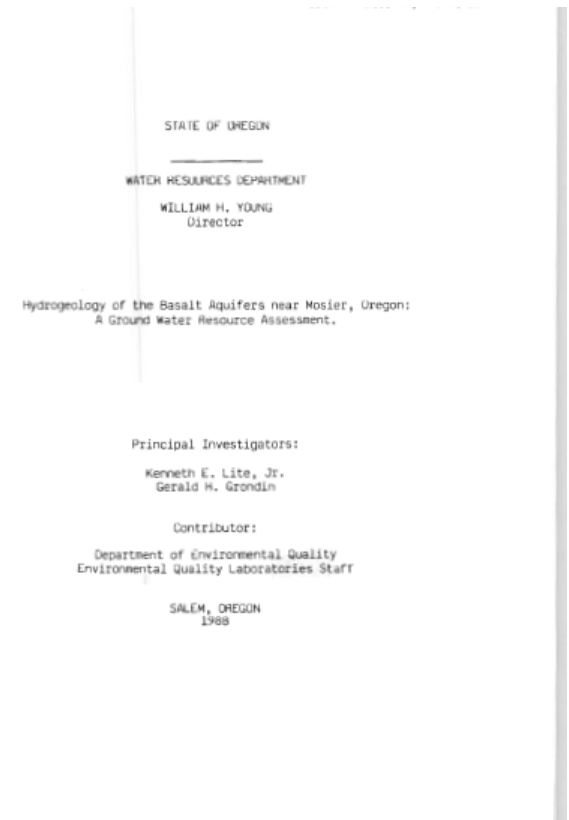 STATE OF OREGON
WATER RESOURCES DEPARTMENT
WILLIAM H. YOUNG
Director
Hydrogeology of the Basalt Aquifers near Mosier, Oregon:
A Ground Water Resource Assessment.
Principal Investigators:
Kenneth E. Lite, Jr.
Gerald H. Grondin
Contributor:
Department of Environmental Quality
Environmental Quality Laboratories Staff
SALEM, OREGON
1988